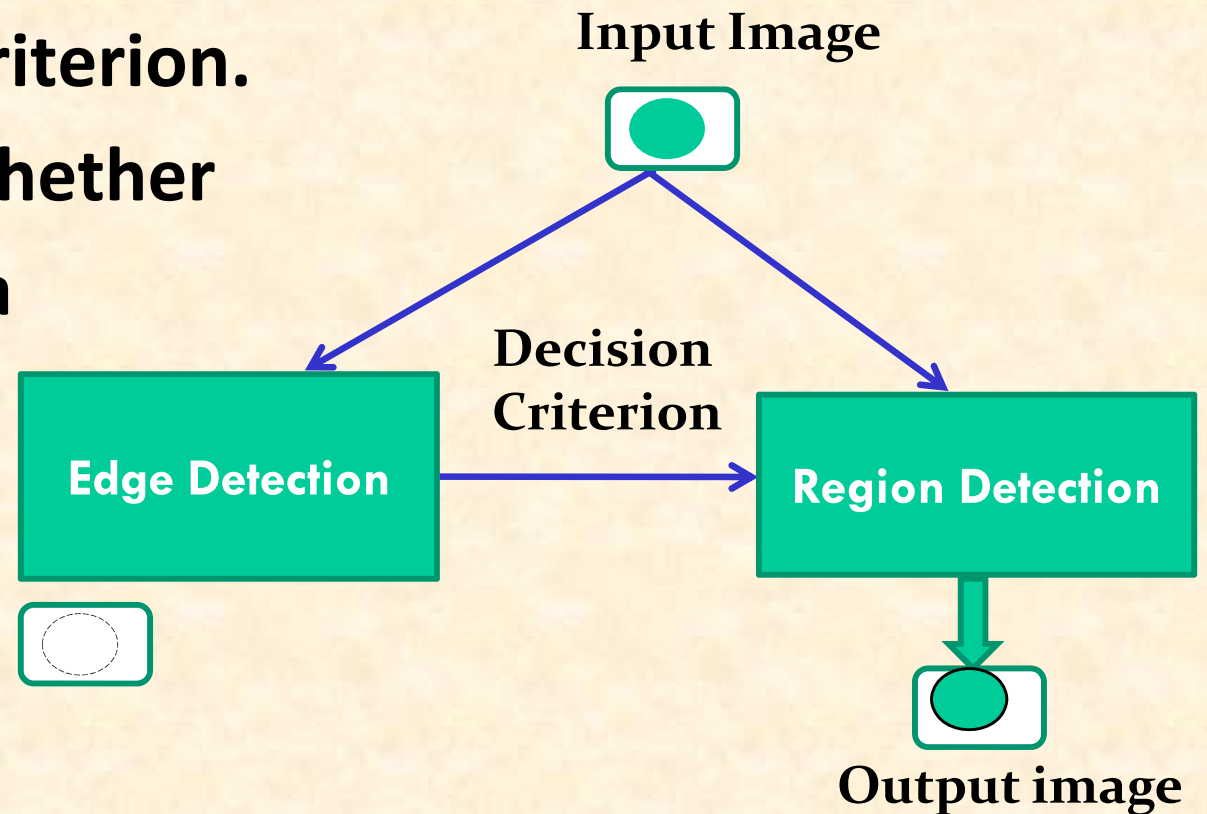 Input Image
riterion.
hether
Decision
Criterion
Edge Detection
Region Detection
Output image